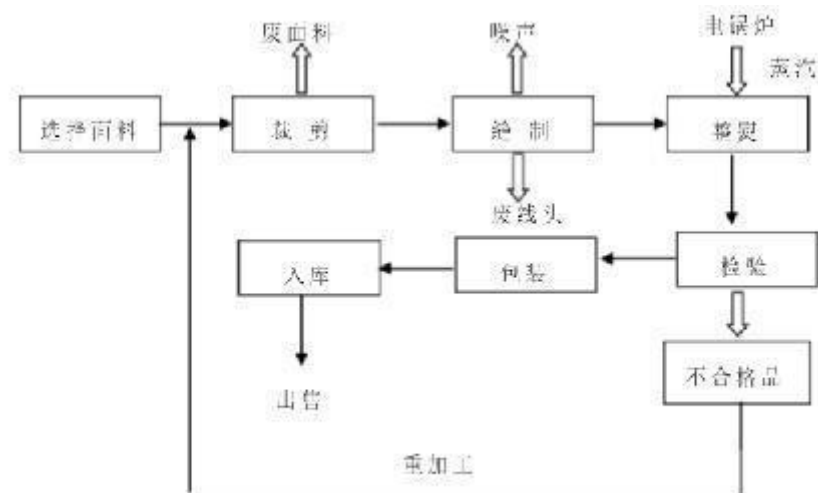 废面料
噪声
电锅炉
蒸汽
选择面料
裁剪
缝制
整熨
废线头
入库
包装
检验
不合格品
出售
重加工